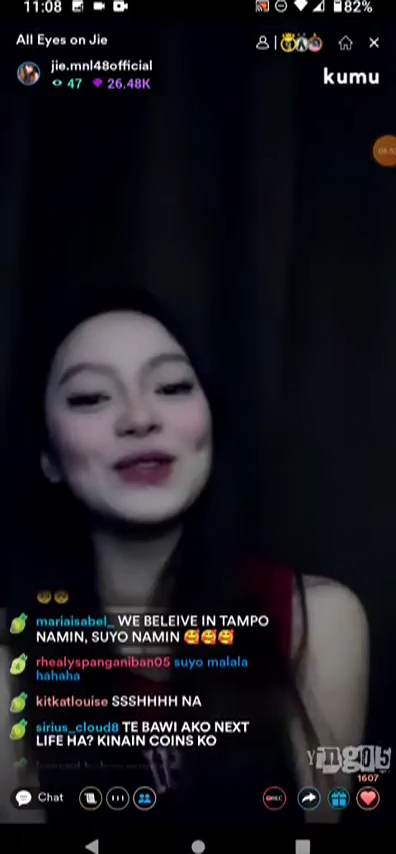 11:08
82%
All Eyes on Jie
jie.mnl48official
47 26.48K
kumu
mariaisabel_ WE BELEIVE IN TAMPO
NAMIN, SUYO NAMIN
rhealyspanganiban05 suyo malala
hahaha
kitkatlouise SSSHHHH NA
sirius_cloud8 TE BAWI AKO NEXT
LIFE HA? KINAIN COINS KO
Ying05
1607
Chat